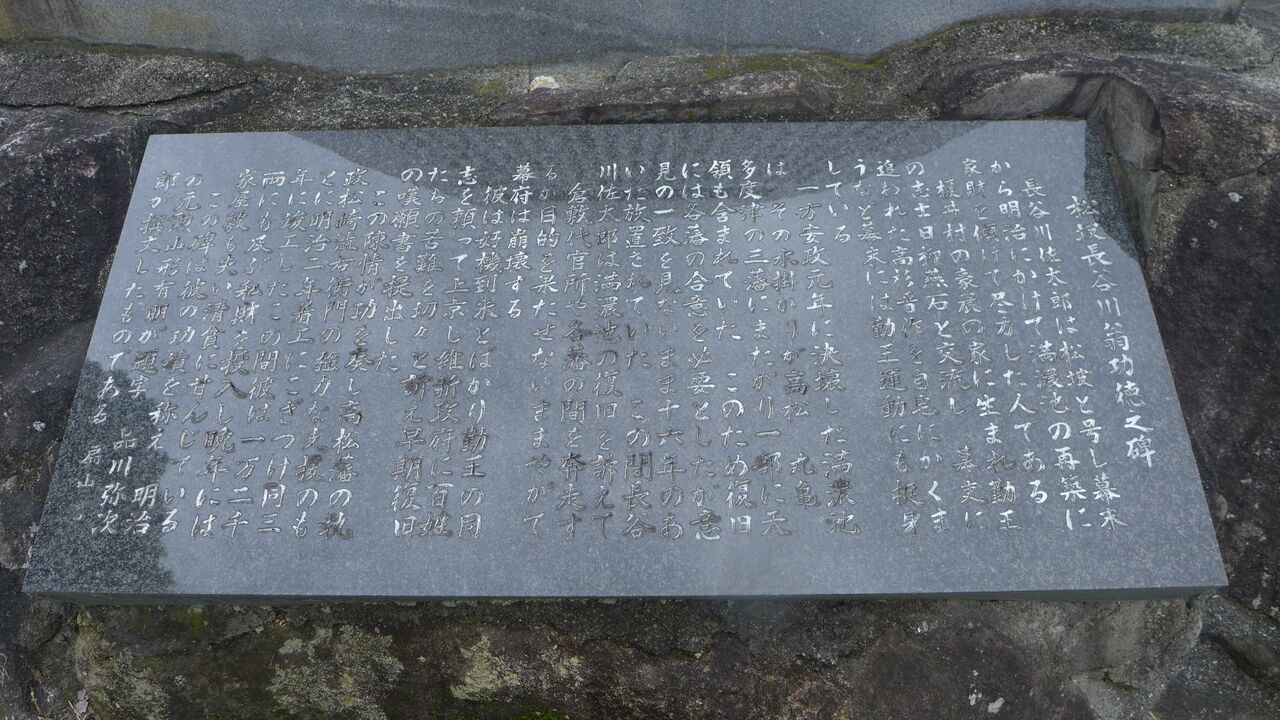 松坡長谷川翁功徳之碑
長谷川佐太郎は松坡と号し幕末
から明治にかけて満濃池の再築に
家財を傾けて尽力した人である
榎井村の豪農の家に生まれ勤王
の志士日柳燕石と交流し 幕吏に
追われた高杉晋作を自宅にかくま
うなど幕末には勤王運動にも挺身
している
一方安政元年に決壊した満濃池
は その水掛かりが高松 丸亀
多度津の三藩にまたがり一部に天
領も含まれていた このため復旧
には各藩の合意を必要としたが意
見の一致を見ないまま十六年のあ
いだ放置されていた この間長谷
川佐太郎は満濃池の復旧を訴えて
倉敷代官所や各藩の間を奔走す
るが目的を果たせないままやがて
幕府は崩壊する
彼は好機到来とばかり勤王の同
志を頼って上京し維新政府に百姓
たちの苦難を切々と訴え早期復旧
の嘆願書を提出した
この陳情が功を奏し高松藩の執
政松崎渋右衛門の強力な支援のも
とに明治二年着工にこぎつけ同三
年に竣工した この間彼は一万二千
両にも及ぶ私財を投入し晩年には
家屋敷も失い清貧に甘んじている
この碑は彼の功績を称え 明治
の元勲山形有朋が題字 品川弥次
郎が撰文したものである